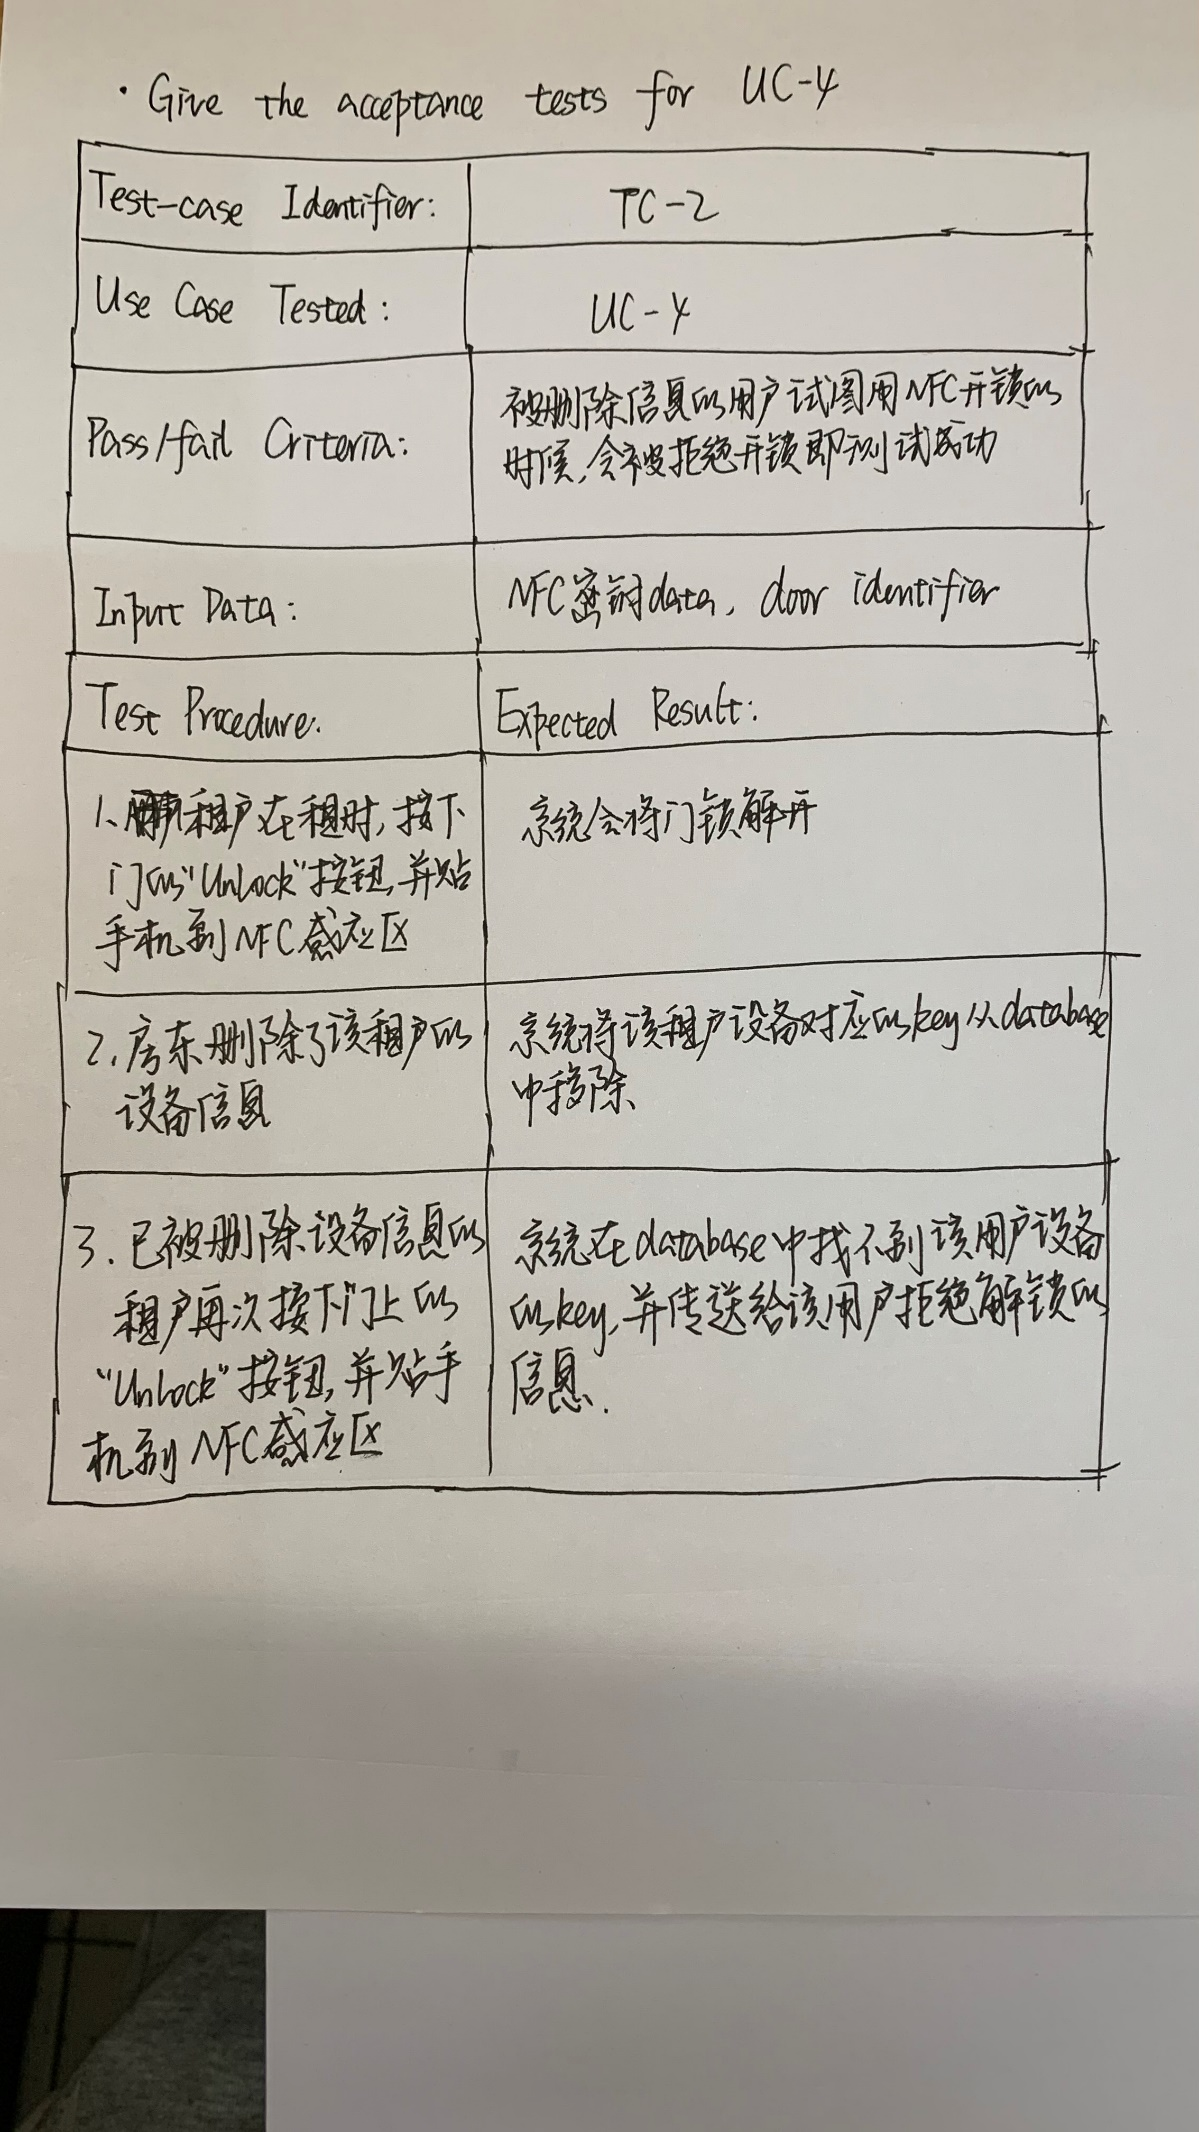 · Give the acceptance tests for UC-4
Test-case Identifier:
TC-2
Use Case Tested:
UC-4
Pass/fail Criteria:
被删除信息的用户试图用NFC开锁的
时候,会被拒绝开锁即测试成功
Input Data:
NFC密钥data, door identifier
Test Procedure:
Expected Result:
1、租户在租时,按下
门的"Unlock"按钮,并贴
手机到NFC感应区
系统会将门锁解开
2、房东删除了该租户的
设备信息
系统将该租户设备对应的key从database
中移除
3、已被删除设备信息的
租户再次按下门上的
"Unlock"按钮,并贴手
机到NFC感应区
系统在database中找不到该用户设备
的key,并传送给该用户拒绝解锁的
信息.